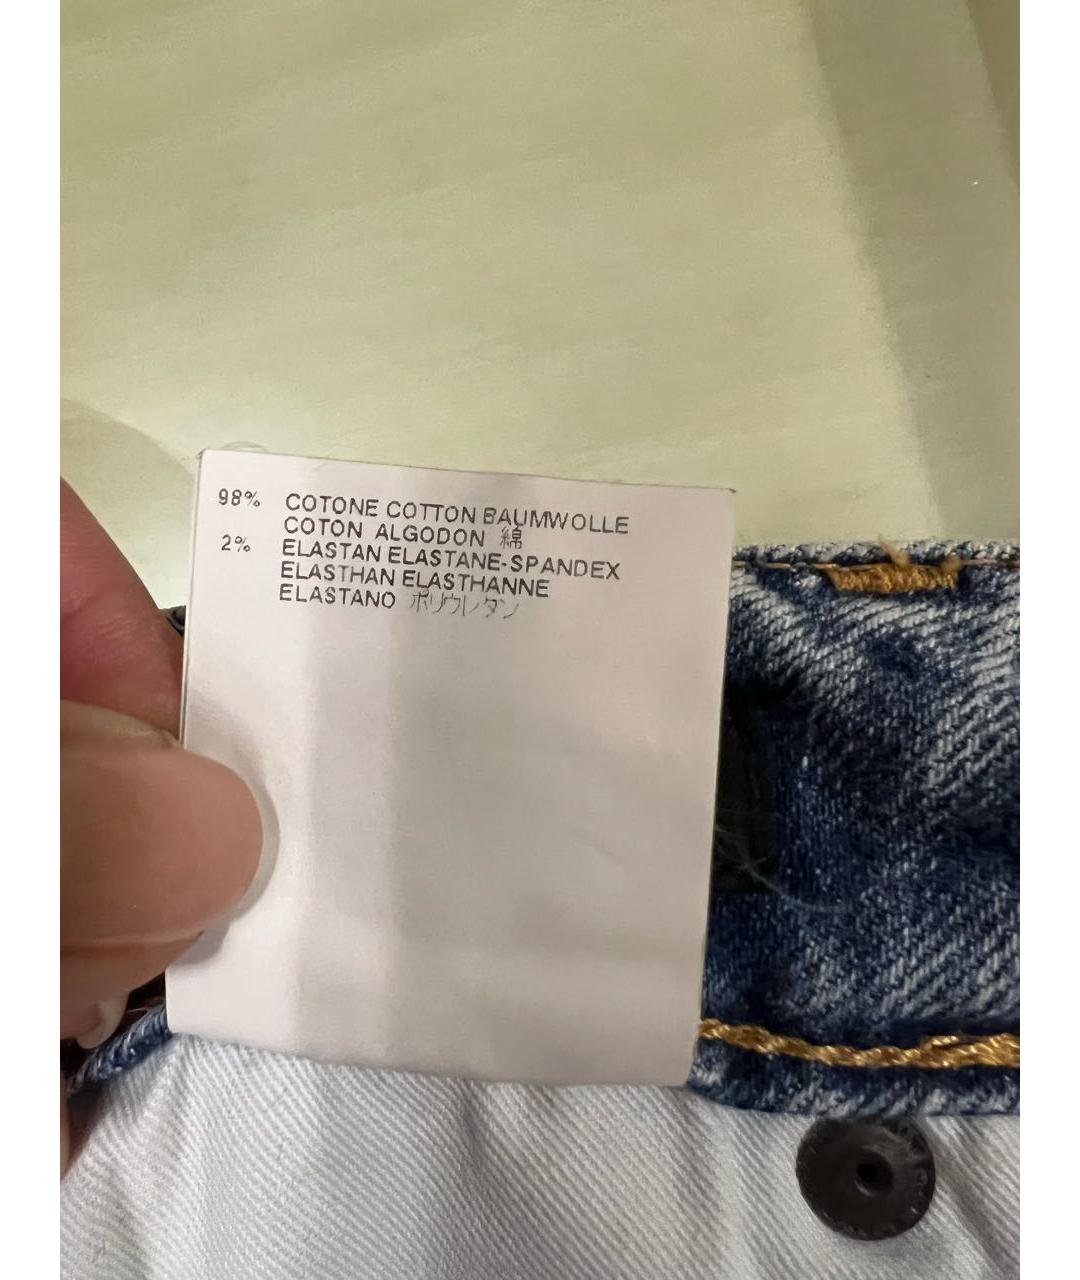 98% COTONE COTTON BAUMWOLLE
COTON ALGODON 綿
2% ELASTAN ELASTANE-SPANDEX
ELASTHAN ELASTHANNE
ELASTANO ポリウレタン